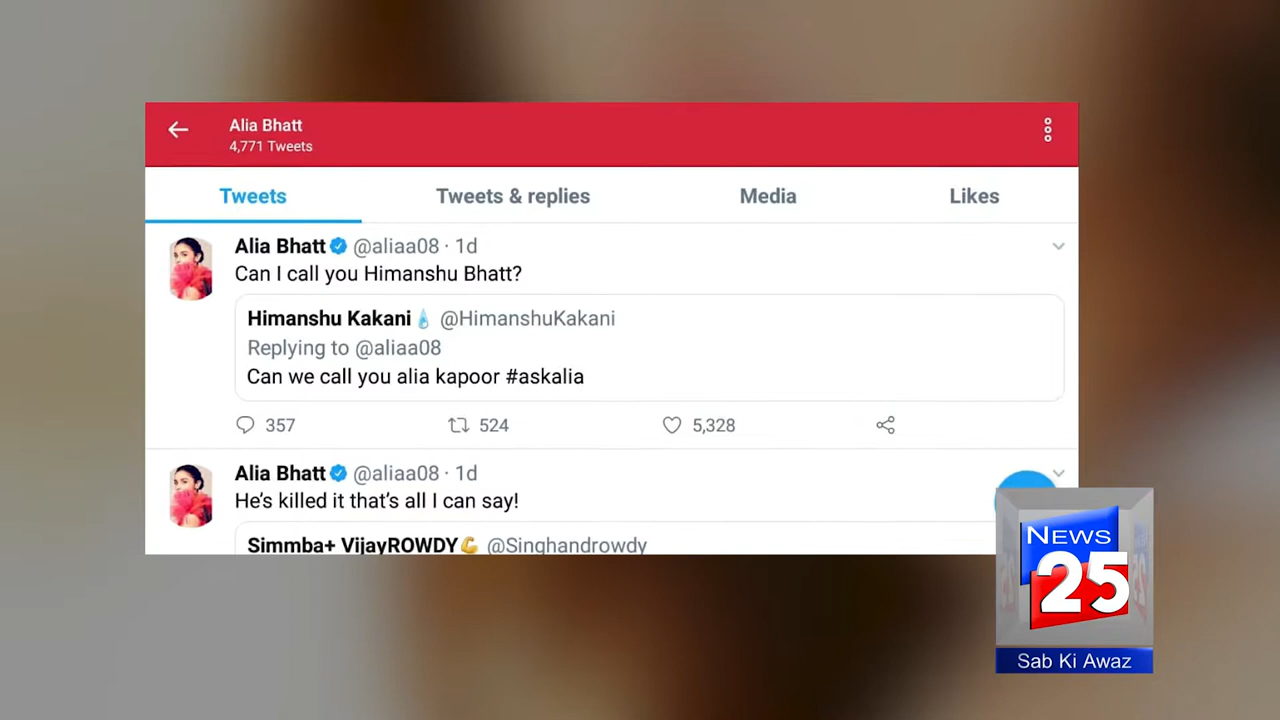 Alia Bhatt
4,771 Tweets
Tweets Tweets & replies Media Likes
Alia Bhatt @aliaa08 · 1d
Can I call you Himanshu Bhatt?
Himanshu Kakani💧 @HimanshuKakani
Replying to @aliaa08
Can we call you alia kapoor #askalia
357 524 5,328
Alia Bhatt @aliaa08 · 1d
He's killed it that's all I can say!
Simmba+ VijayROWDY💪 @Singhandrowdy
NEWS
25
Sab Ki Awaz